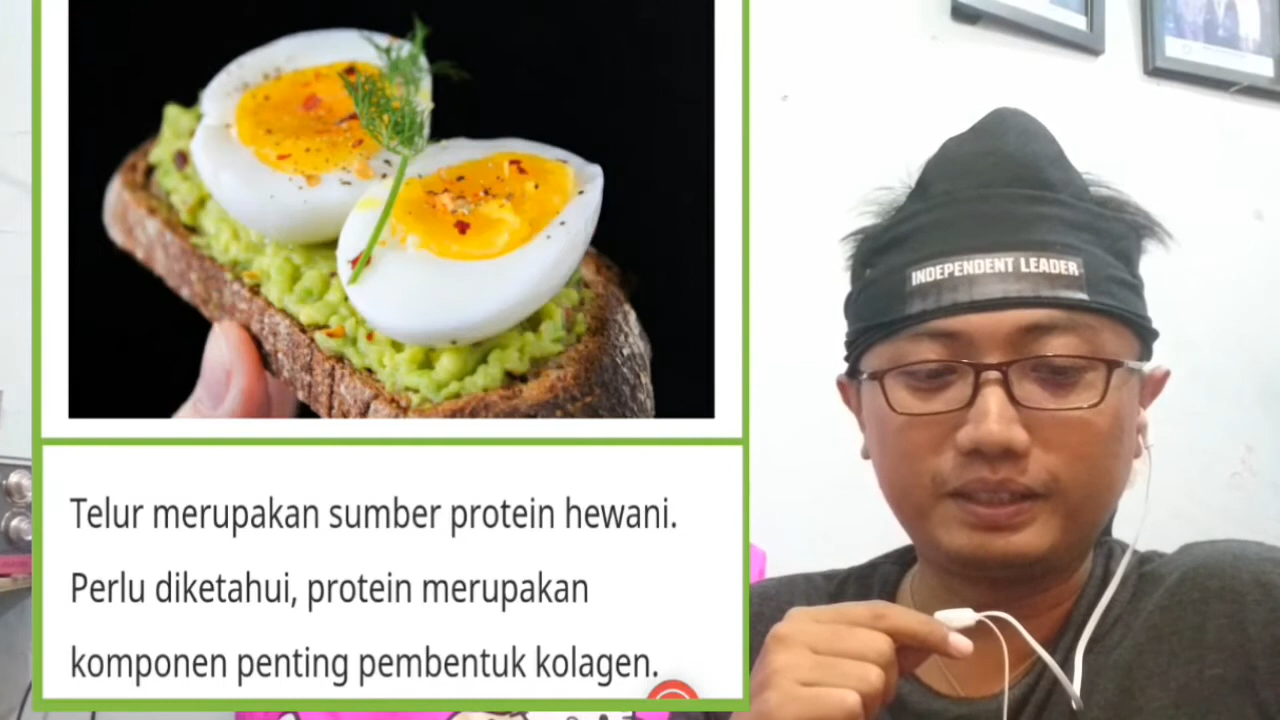 INDEPENDENT LEADER
Telur merupakan sumber protein hewani.
Perlu diketahui, protein merupakan
komponen penting pembentuk kolagen.